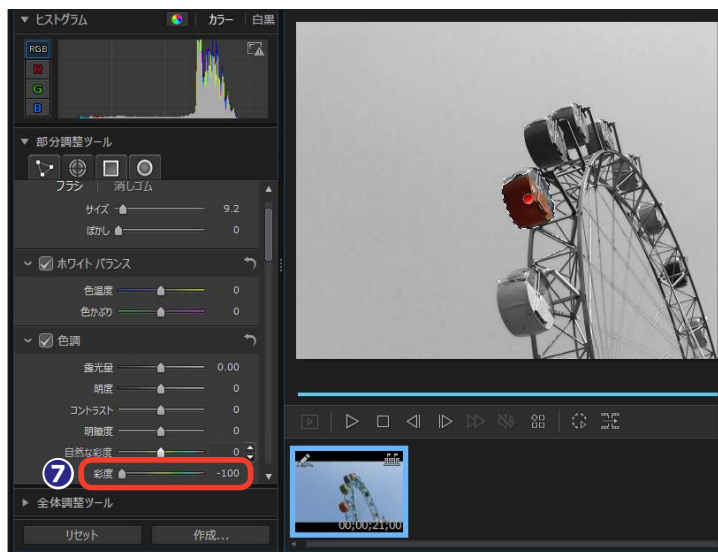 ▼ ヒストグラム カラー 白黒
RGB
R
G
B
▼ 部分調整ツール
ブラシ 消しゴム
サイズ 9.2
ぼかし 0
ホワイト バランス
色温度 0
色かぶり 0
色調
露光量 0.00
明度 0
コントラスト 0
明瞭度 0
自然な彩度 0
7 彩度 -100
▶ 全体調整ツール
リセット 作成...
00;00;21;00